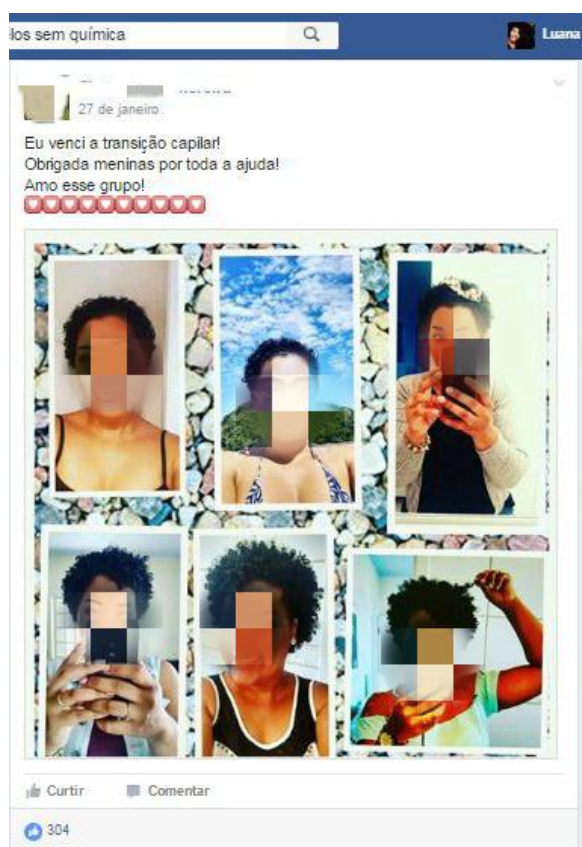 los sem química
Luana
27 de janeiro
Eu venci a transição capilar!
Obrigada meninas por toda a ajuda!
Amo esse grupo!
Curtir
Comentar
304